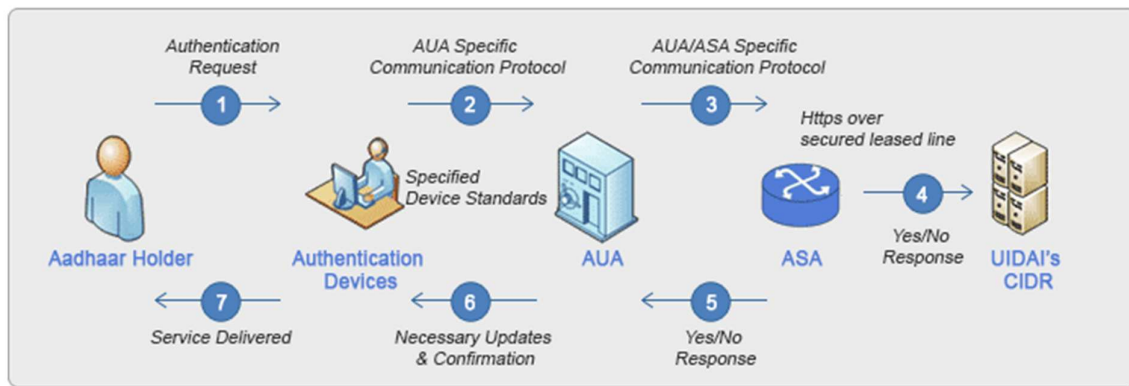 Authentication
Request
1
AUA Specific
Communication Protocol
2
AUA/ASA Specific
Communication Protocol
3
Https over
secured leased line
4
Yes/No
Response
Specified
Device Standards
Aadhaar Holder
Authentication
Devices
AUA
ASA
UIDAI's
CIDR
7
Service Delivered
6
Necessary Updates
& Confirmation
5
Yes/No
Response